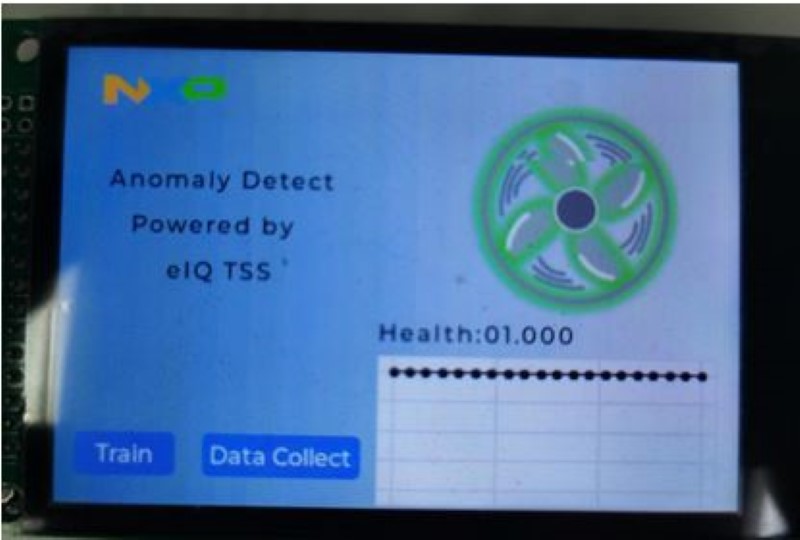 NXP
Anomaly Detect
Powered by
eIQ TSS
Health:01.000
Train
Data Collect